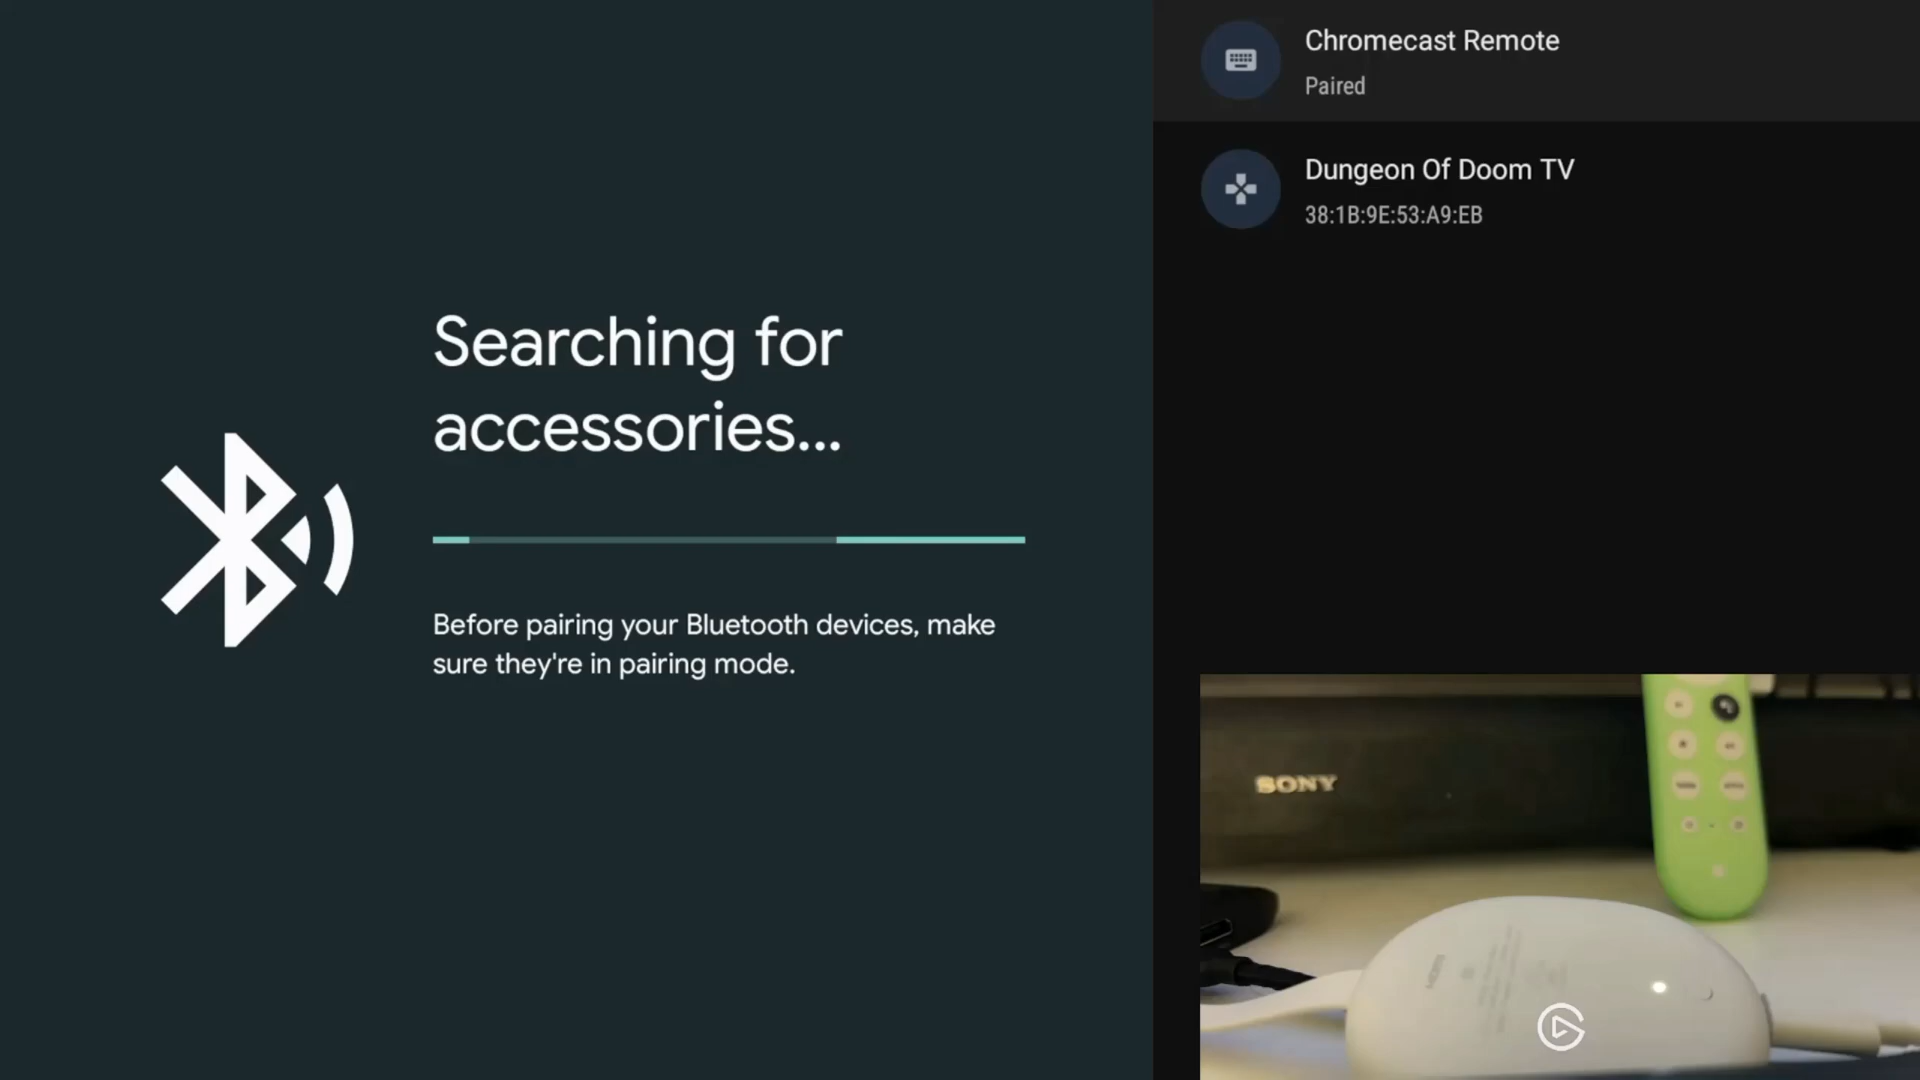 Searching for
accessories...
Before pairing your Bluetooth devices, make
sure they're in pairing mode.
Chromecast Remote
Paired
Dungeon Of Doom TV
38:1B:9E:53:A9:EB
SONY
HDMI